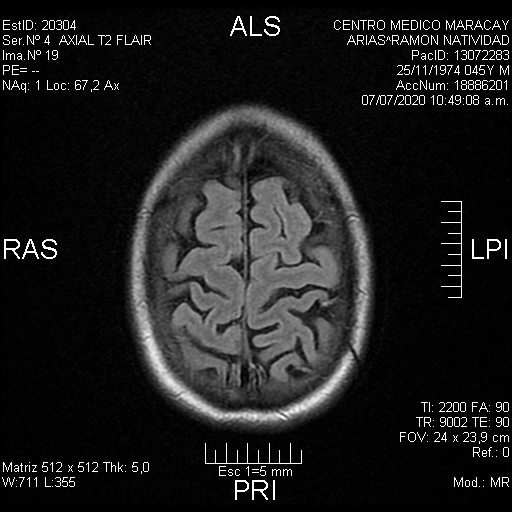 EstID: 20304
Ser.Nº 4 AXIAL T2 FLAIR
Ima.Nº 19
PE= --
NAq: 1 Loc: 67,2 Ax
ALS
CENTRO MEDICO MARACAY
ARIAS^RAMON NATIVIDAD
PacID: 13072283
25/11/1974 045Y M
AccNum: 18886201
07/07/2020 10:49:08 a.m.
RAS
LPI
TI: 2200 FA: 90
TR: 9002 TE: 90
FOV: 24 x 23,9 cm
Ref.: 0
Matriz 512 x 512 Thk: 5,0
W:711 L:355
Esc 1=5 mm
PRI
Mod.: MR